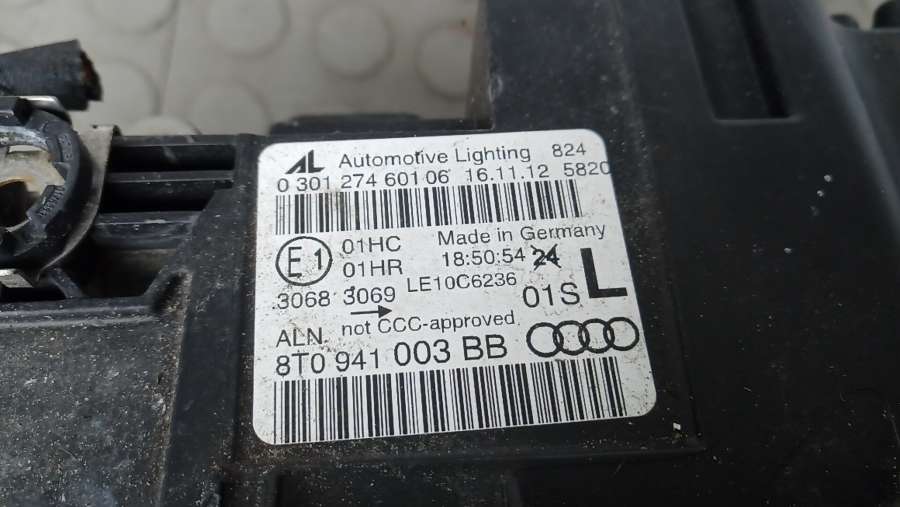 AL Automotive Lighting 824
0 301 274 601 06 16.11.12 5820
E1 01HC Made in Germany
01HR 18:50:54 24
3068 3069 LE10C6236 01S L
ALN. not CCC-approved
8T0 941 003 BB